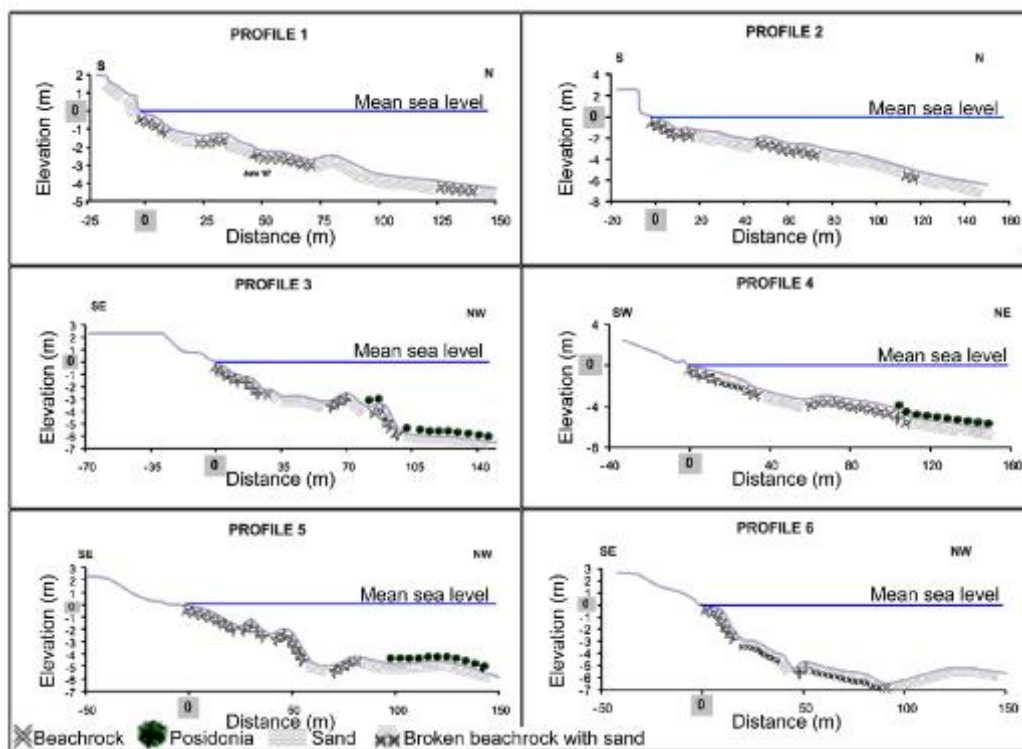 PROFILE 1
S
N
Mean sea level
Elevation (m)
2
1
0
-1
-2
-3
-4
-5
-25
0
25
50
75
100
125
150
Distance (m)
PROFILE 2
S
N
Mean sea level
Elevation (m)
4
2
0
-2
-4
-6
-8
-20
0
20
40
60
80
100
120
140
160
Distance (m)
PROFILE 3
SE
NW
Mean sea level
Elevation (m)
3
2
1
0
-1
-2
-3
-4
-5
-6
-7
-70
-35
0
35
70
105
140
Distance (m)
PROFILE 4
SW
NE
Mean sea level
Elevation (m)
4
0
-4
-8
-40
0
40
80
120
160
Distance (m)
PROFILE 5
SE
NW
Mean sea level
Elevation (m)
3
2
1
0
-1
-2
-3
-4
-5
-6
-7
-50
0
50
100
150
Distance (m)
PROFILE 6
SE
NW
Mean sea level
Elevation (m)
3
2
1
0
-1
-2
-3
-4
-5
-6
-7
-50
0
50
100
150
Distance (m)
Beachrock
Posidonia
Sand
Broken beachrock with sand